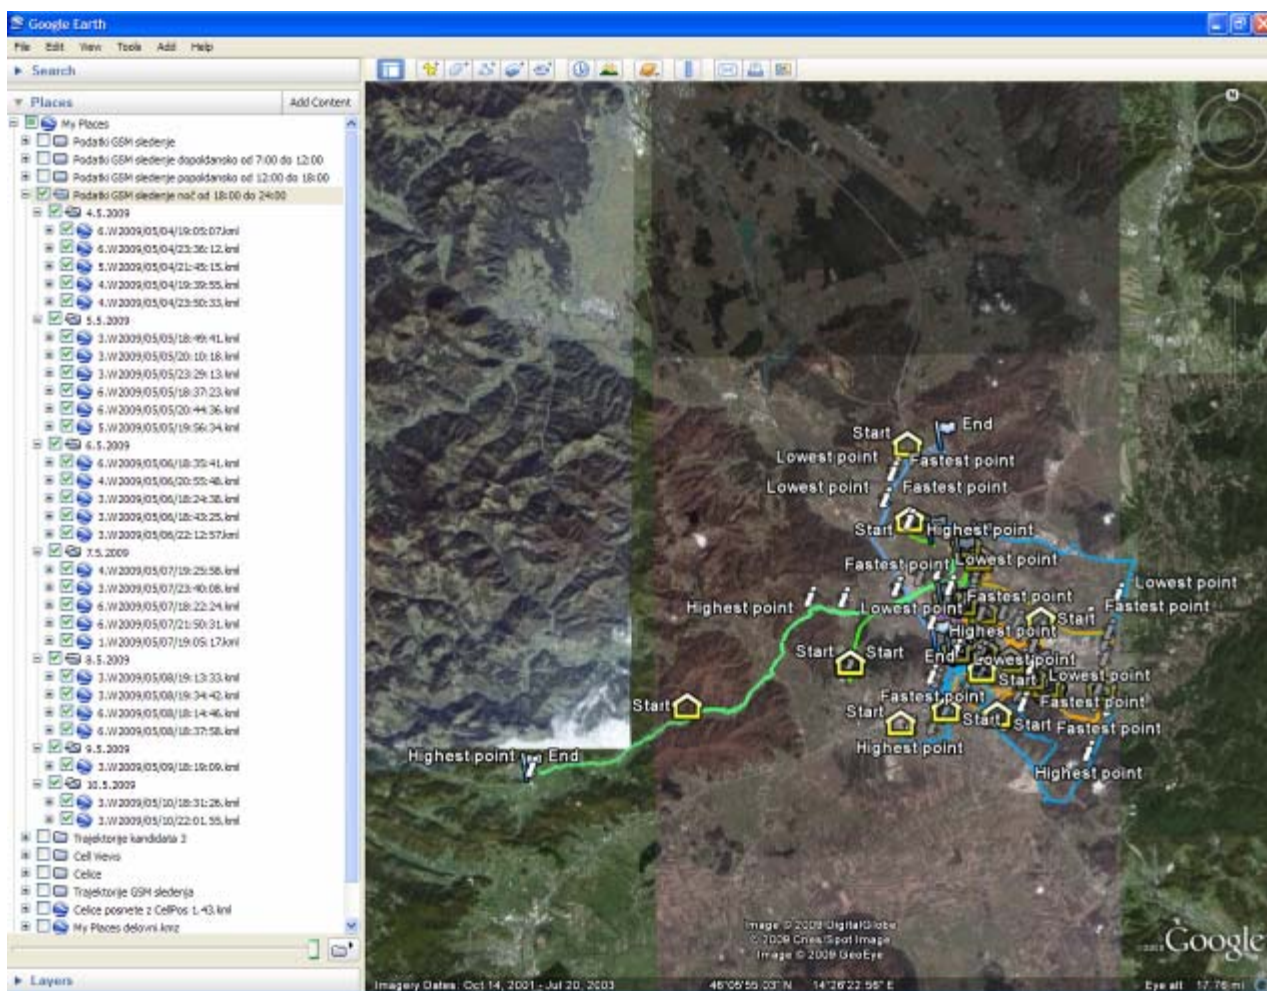 Google Earth
File Edit View Tools Add Help
Search
Places Add Content
My Places
Podatki GSM sledenje
Podatki GSM sledenje dopoldansko od 7:00 do 12:00
Podatki GSM sledenje popoldansko od 12:00 do 18:00
Podatki GSM sledenje noč od 18:00 do 24:00
4.5.2009
6.W2009/05/04/19:05:07.kml
6.W2009/05/04/23:36:12.kml
5.W2009/05/04/21:45:15.kml
4.W2009/05/04/19:39:55.kml
4.W2009/05/04/23:50:33.kml
5.5.2009
3.W2009/05/05/18:49:41.kml
3.W2009/05/05/20:10:18.kml
3.W2009/05/05/23:29:13.kml
6.W2009/05/05/18:37:23.kml
6.W2009/05/05/20:44:36.kml
5.W2009/05/05/19:56:34.kml
6.5.2009
6.W2009/05/06/18:35:41.kml
4.W2009/05/06/20:55:48.kml
3.W2009/05/06/18:24:38.kml
3.W2009/05/06/18:43:25.kml
3.W2009/05/06/22:12:57.kml
7.5.2009
4.W2009/05/07/19:25:58.kml
3.W2009/05/07/23:40:08.kml
6.W2009/05/07/18:22:24.kml
6.W2009/05/07/21:50:31.kml
1.W2009/05/07/19:05:17.kml
8.5.2009
3.W2009/05/08/19:13:33.kml
3.W2009/05/08/19:34:42.kml
6.W2009/05/08/18:14:46.kml
6.W2009/05/08/18:37:58.kml
9.5.2009
3.W2009/05/09/18:19:09.kml
10.5.2009
3.W2009/05/10/18:31:26.kml
3.W2009/05/10/22:01:55.kml
Trajektorije kandidata 3
Cell Views
Celice
Trajektorije GSM sledenja
Celice posnete z CellPos 1.43.kml
My Places delovni.kmz
Layers
N
Start End
Lowest point Fastest point
Lowest point Fastest point
Start Highest point
Fastest point Lowest point
Lowest point
Highest point Lowest point Fastest point Fastest point
Start
Highest point
Start Start End Lowest point
Start Lowest point
Fastest point Fastest point
Start Start Start Start Fastest point
Highest point
Highest point End
Highest point
Image © 2009 DigitalGlobe
© 2009 Cnes/Spot Image
Image © 2009 GeoEye
Google
Imagery Dates: Oct 14, 2001 - Jul 20, 2003 46°05'55.03" N 14°26'22.56" E Eye alt 17.76 mi